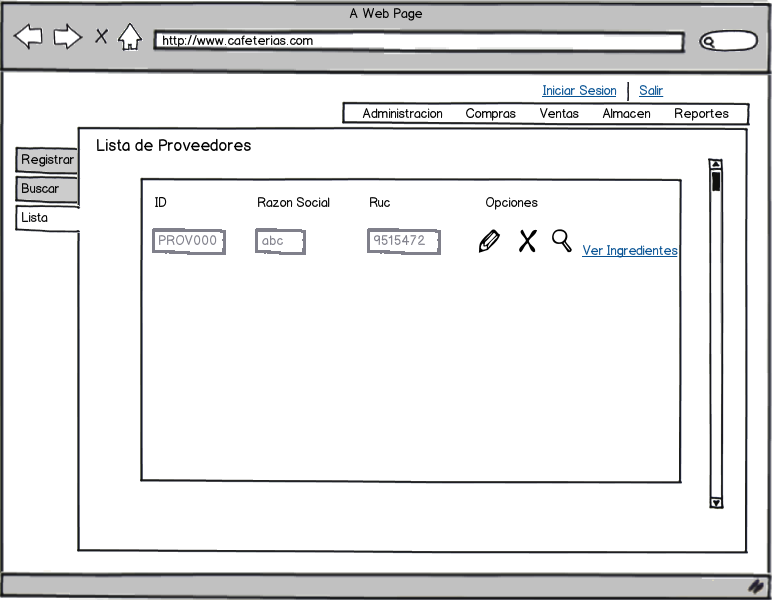 A Web Page
http://www.cafeterias.com
Iniciar Sesion | Salir
Administracion Compras Ventas Almacen Reportes
Lista de Proveedores
Registrar
Buscar
Lista
ID Razon Social Ruc Opciones
PROV000 abc 9515472 Ver Ingredientes